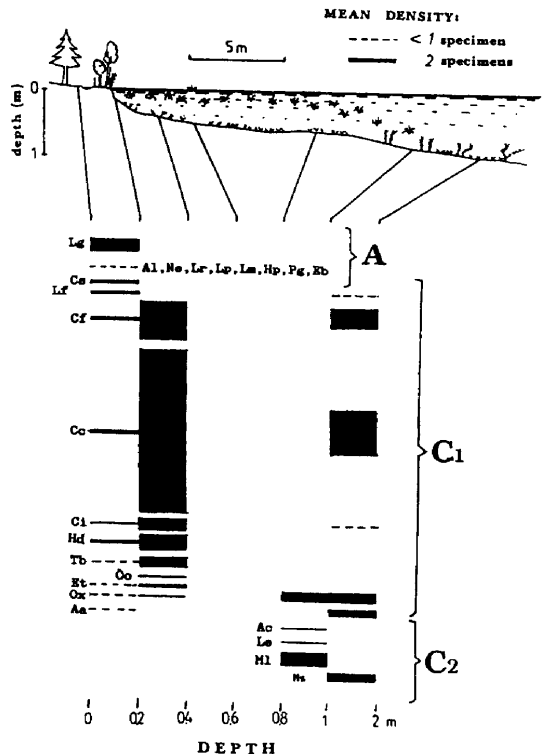 MEAN DENSITY:
5m
< 1 specimen
2 specimens
0
depth (m)
1
Lg
A
Al, Ne, Lr, Lp, Lm, Hp, Pg, Eb
Cs
Lf
Cf
Cc
C1
Ci
Hd
Tb
Oo
Et
Ox
Aa
Ac
Le
Ml
C2
Ms
0 0.2 0.4 0.6 0.8 1 2 m
DEPTH